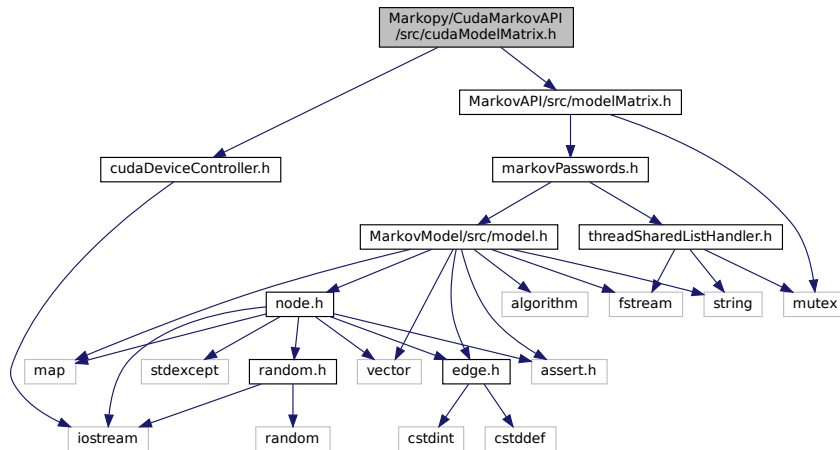 Markopy/CudaMarkovAPI
/src/cudaModelMatrix.h
MarkovAPI/src/modelMatrix.h
cudaDeviceController.h
markovPasswords.h
MarkovModel/src/model.h
threadSharedListHandler.h
node.h
algorithm
fstream
string
mutex
map
stdexcept
random.h
vector
edge.h
assert.h
iostream
random
cstdint
cstddef